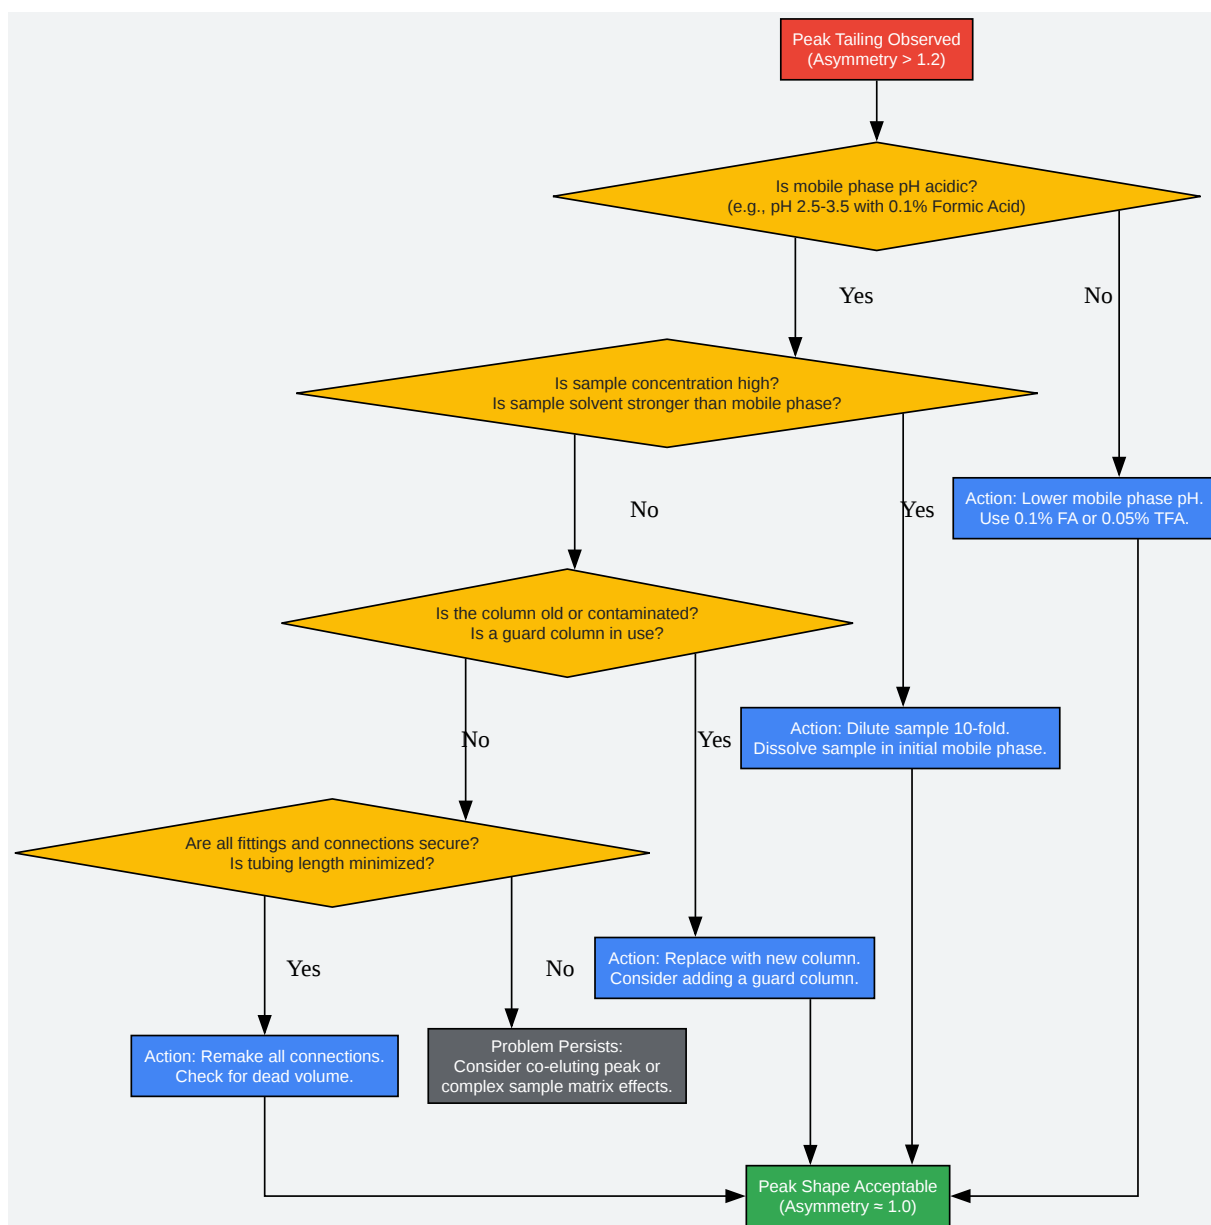 Peak Tailing Observed
(Asymmetry > 1.2)
Is mobile phase pH acidic?
(e.g., pH 2.5-3.5 with 0.1% Formic Acid)
Yes
No
Is sample concentration high?
Is sample solvent stronger than mobile phase?
No
Yes
Action: Lower mobile phase pH.
Use 0.1% FA or 0.05% TFA.
Is the column old or contaminated?
Is a guard column in use?
No
Yes
Action: Dilute sample 10-fold.
Dissolve sample in initial mobile phase.
Are all fittings and connections secure?
Is tubing length minimized?
Yes
No
Action: Replace with new column.
Consider adding a guard column.
Action: Remake all connections.
Check for dead volume.
Problem Persists:
Consider co-eluting peak or
complex sample matrix effects.
Peak Shape Acceptable
(Asymmetry ≈ 1.0)